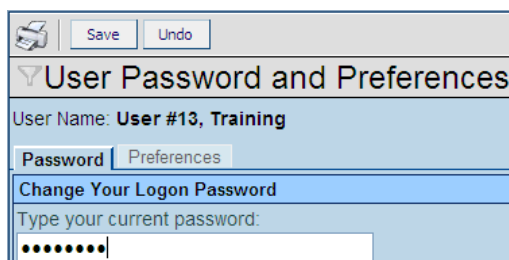 Save Undo
User Password and Preferences
User Name: User #13, Training
Password Preferences
Change Your Logon Password
Type your current password:
••••••••